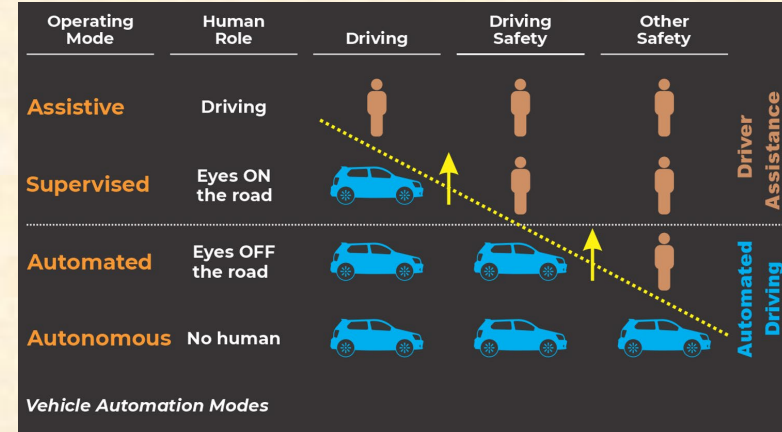 Operating
Mode
Human
Role
Driving
Driving
Safety
Other
Safety
Assistive
Driving
Supervised
Eyes ON
the road
Automated
Eyes OFF
the road
Autonomous
No human
Driver
Assistance
Automated
Driving
Vehicle Automation Modes